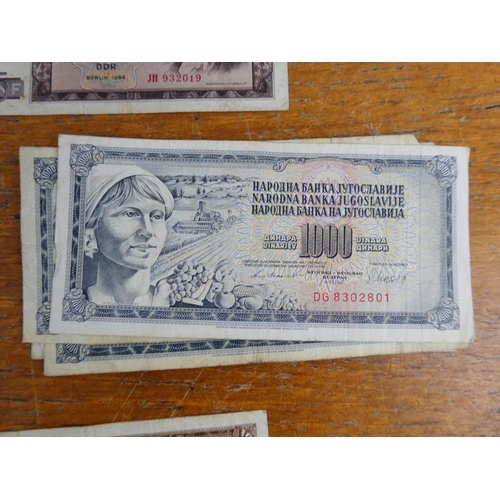 DDR
BERLIN 1964
JH 932019
НАРОДНА БАНКА ЈУГОСЛАВИЈЕ
NARODNA BANKA JUGOSLAVIJE
НАРОДНА БАНКА НА ЈУГОСЛАВИЈА
ДИНАРА
DINARJEV
1000
DINARA
ДИНАРИ
DG 8302801